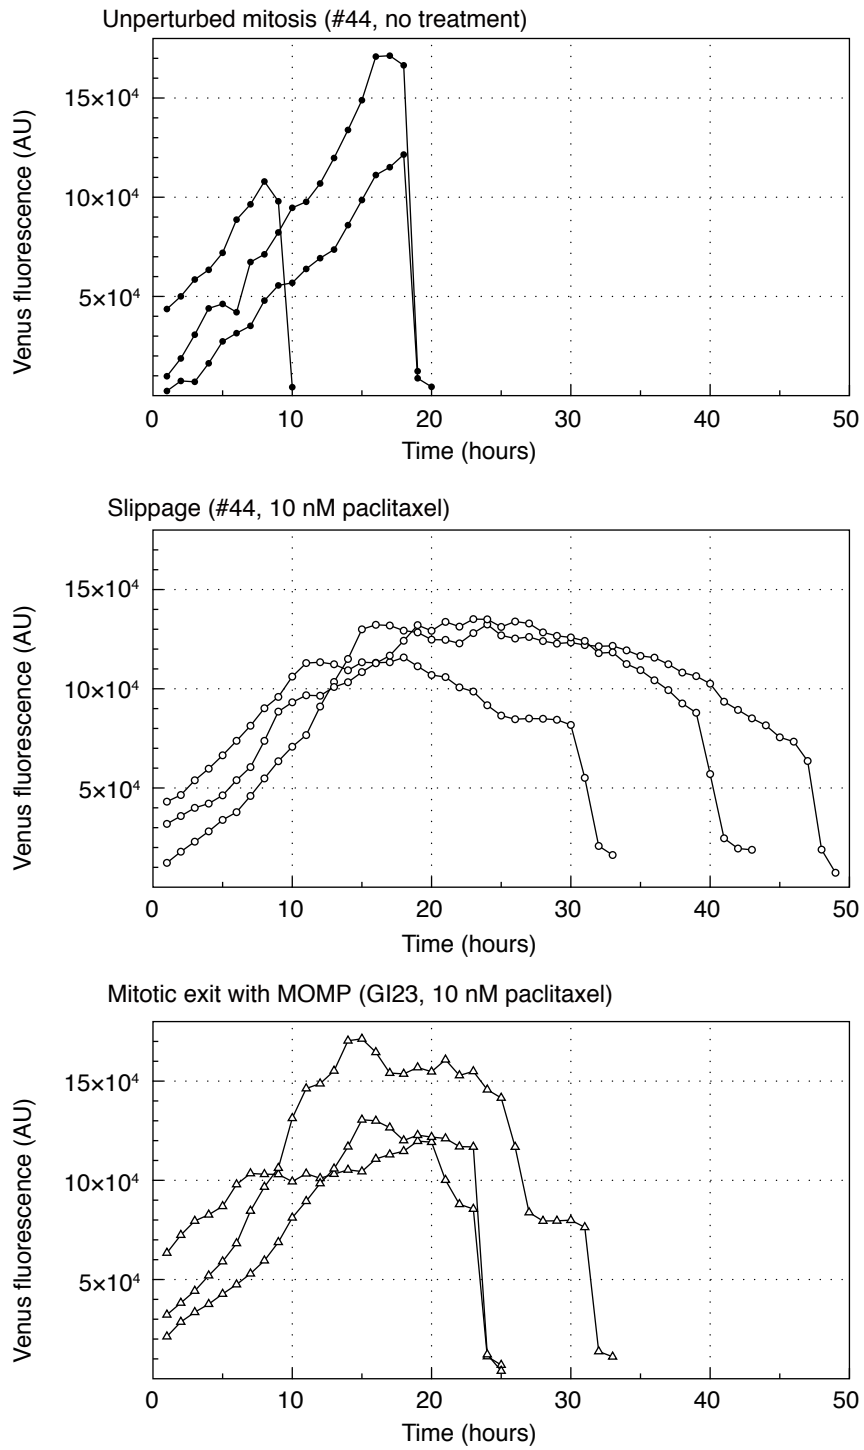 Unperturbed mitosis (#44, no treatment)
Venus fluorescence (AU)
15×10⁴
10×10⁴
5×10⁴
0 10 20 30 40 50
Time (hours)
Slippage (#44, 10 nM paclitaxel)
Venus fluorescence (AU)
15×10⁴
10×10⁴
5×10⁴
0 10 20 30 40 50
Time (hours)
Mitotic exit with MOMP (GI23, 10 nM paclitaxel)
Venus fluorescence (AU)
15×10⁴
10×10⁴
5×10⁴
0 10 20 30 40 50
Time (hours)